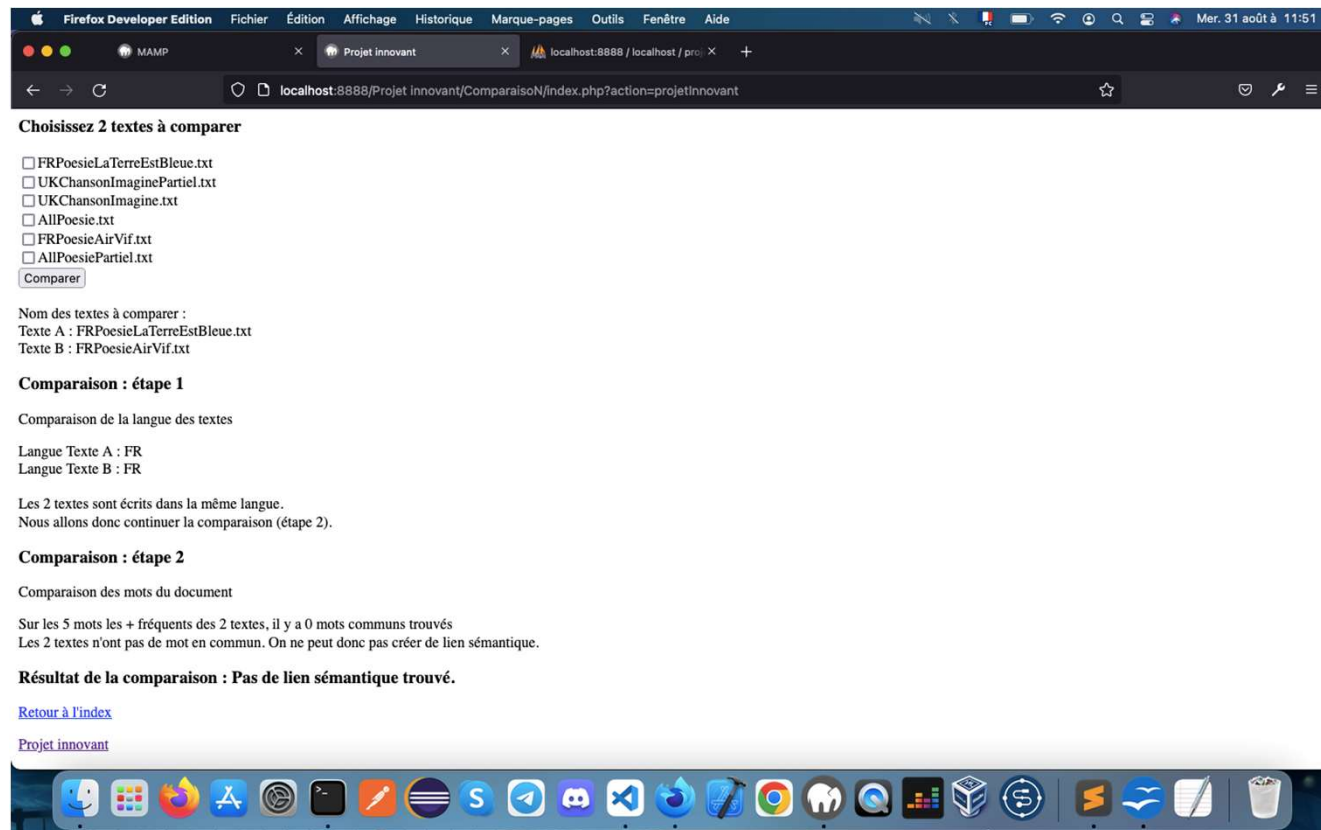 Firefox Developer Edition Fichier Édition Affichage Historique Marque-pages Outils Fenêtre Aide Mer. 31 août à 11:51
MAMP Projet innovant localhost:8888 / localhost / proj
localhost:8888/Projet innovant/ComparaisoN/index.php?action=projetInnovant
Choisissez 2 textes à comparer
FRPoesieLaTerreEstBleue.txt
UKChansonImaginePartiel.txt
UKChansonImagine.txt
AllPoesie.txt
FRPoesieAirVif.txt
AllPoesiePartiel.txt
Comparer
Nom des textes à comparer :
Texte A : FRPoesieLaTerreEstBleue.txt
Texte B : FRPoesieAirVif.txt
Comparaison : étape 1
Comparaison de la langue des textes
Langue Texte A : FR
Langue Texte B : FR
Les 2 textes sont écrits dans la même langue.
Nous allons donc continuer la comparaison (étape 2).
Comparaison : étape 2
Comparaison des mots du document
Sur les 5 mots les + fréquents des 2 textes, il y a 0 mots communs trouvés
Les 2 textes n'ont pas de mot en commun. On ne peut donc pas créer de lien sémantique.
Résultat de la comparaison : Pas de lien sémantique trouvé.
Retour à l'index
Projet innovant